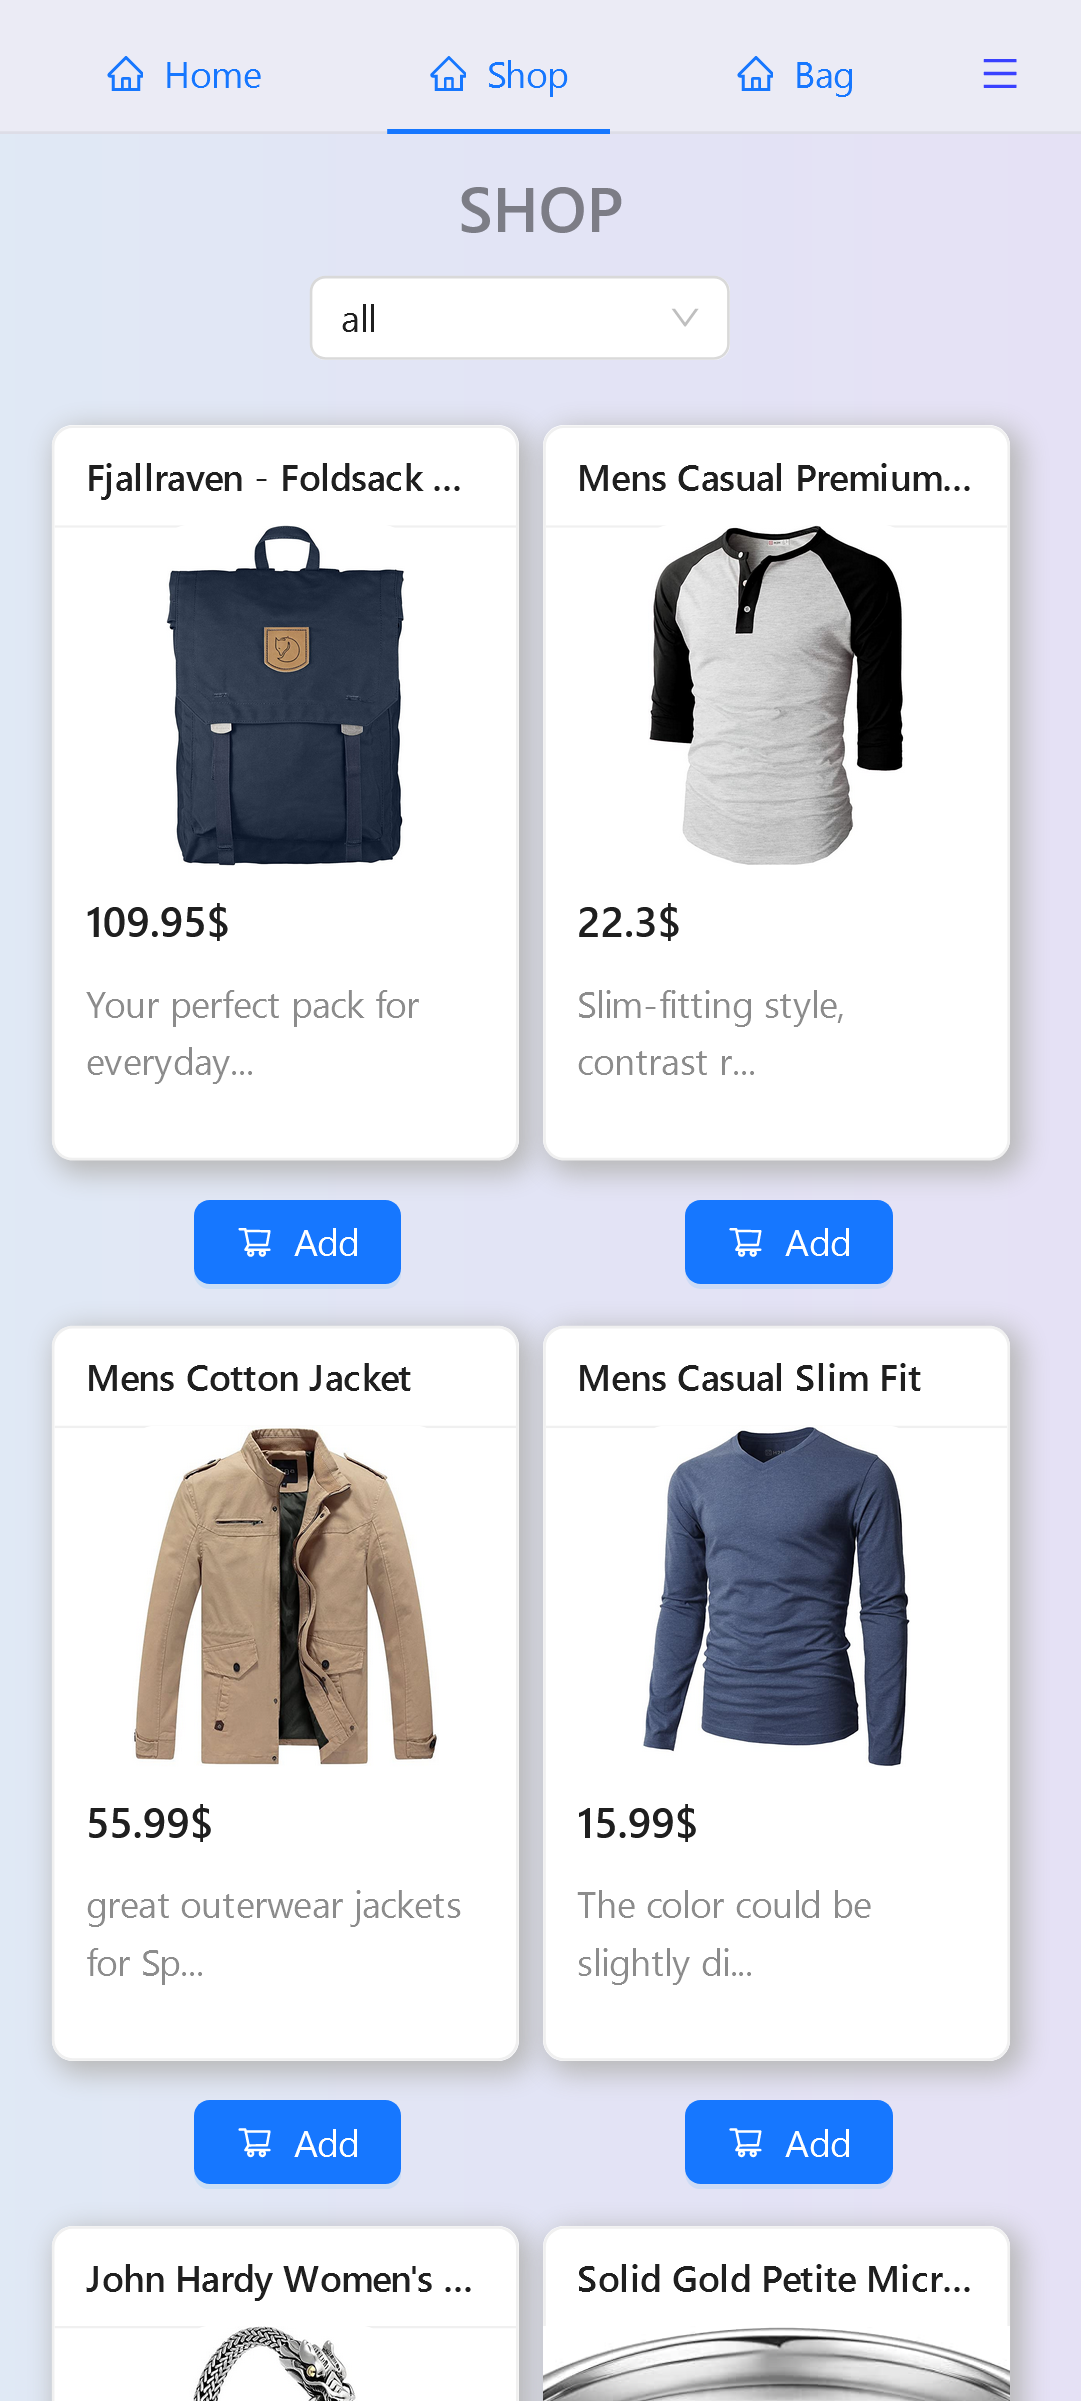 Home
Shop
Bag
SHOP
all
Fjallraven - Foldsack ...
Mens Casual Premium...
109.95$
22.3$
Your perfect pack for
everyday...
Slim-fitting style,
contrast r...
Add
Add
Mens Cotton Jacket
Mens Casual Slim Fit
55.99$
15.99$
great outerwear jackets
for Sp...
The color could be
slightly di...
Add
Add
John Hardy Women's ...
Solid Gold Petite Micr...